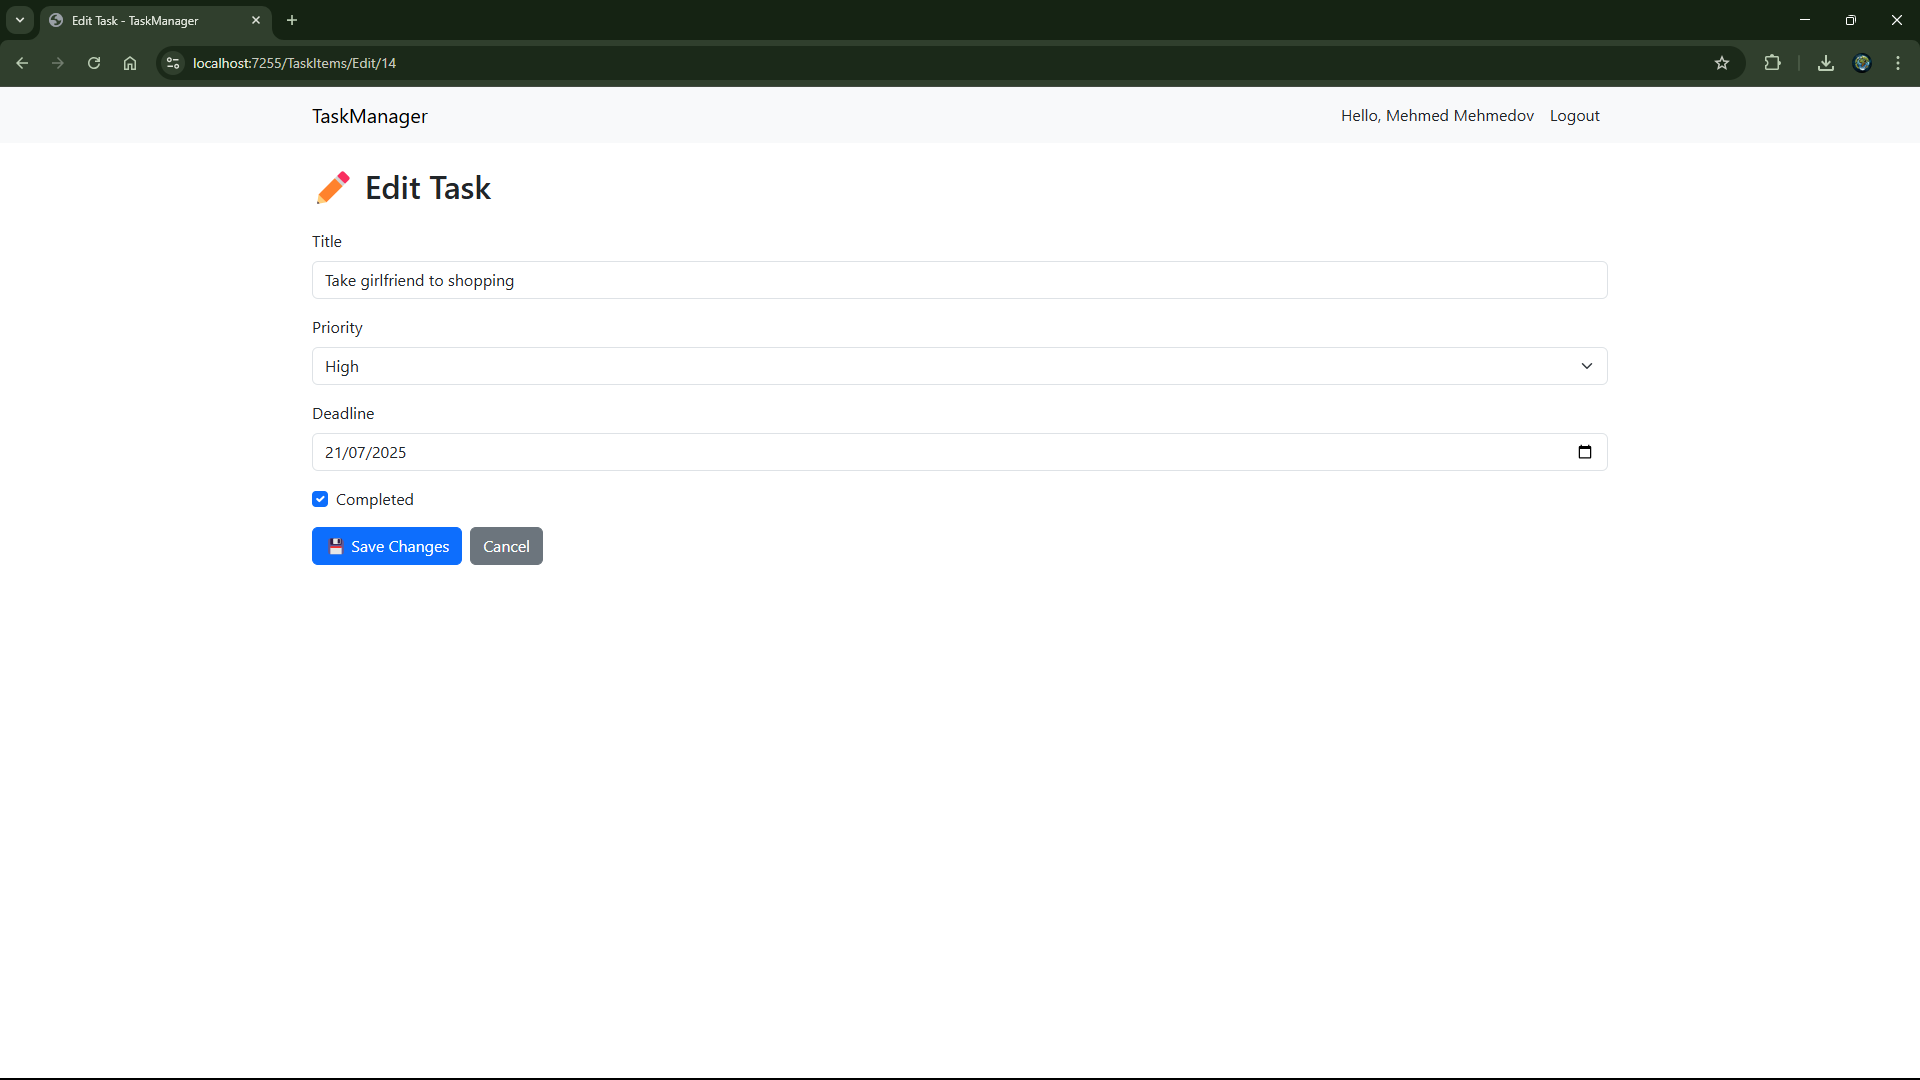 Edit Task - TaskManager
localhost:7255/TaskItems/Edit/14
TaskManager
Hello, Mehmed Mehmedov Logout
Edit Task
Title
Take girlfriend to shopping
Priority
High
Deadline
21/07/2025
Completed
Save Changes Cancel